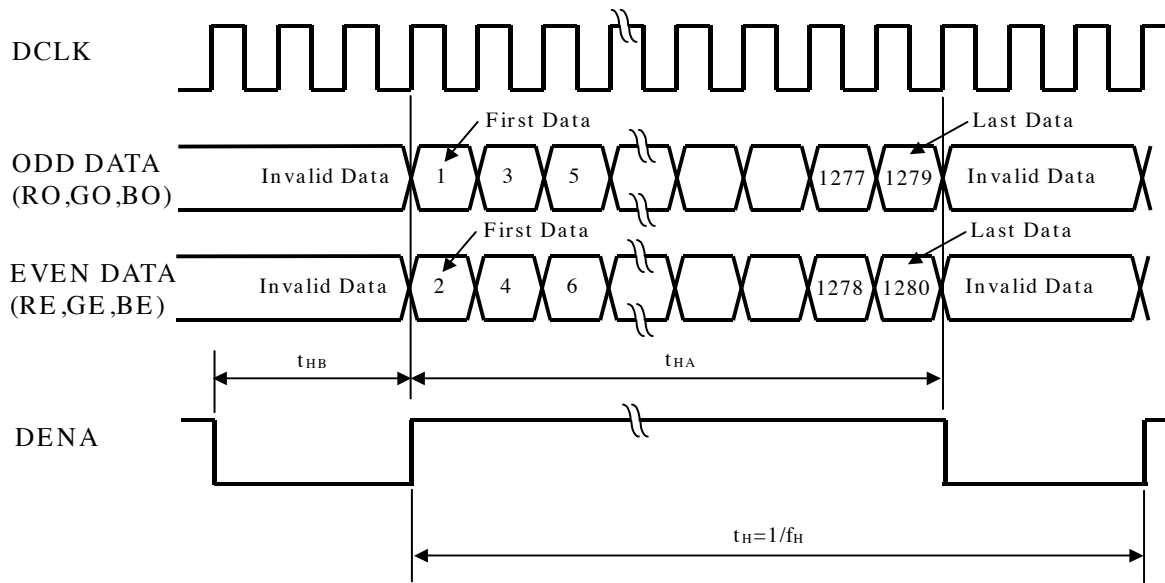 DCLK
First Data
Last Data
ODD DATA
(RO,GO,BO)
Invalid Data
1
3
5
1277
1279
Invalid Data
First Data
Last Data
EVEN DATA
(RE,GE,BE)
Invalid Data
2
4
6
1278
1280
Invalid Data
tHB
tHA
DENA
tH=1/fH